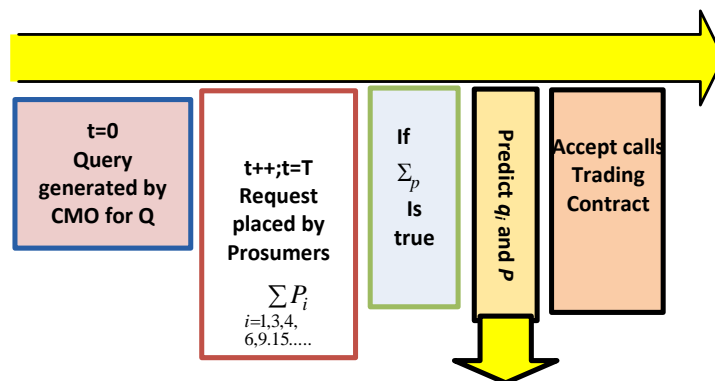 t=0
Query
generated by
CMO for Q
t++;t=T
Request
placed by
Prosumers
∑ P_i
i=1,3,4,
6,9.15.....
If
Σ_p
Is
true
Predict q_i and P
Accept calls
Trading
Contract